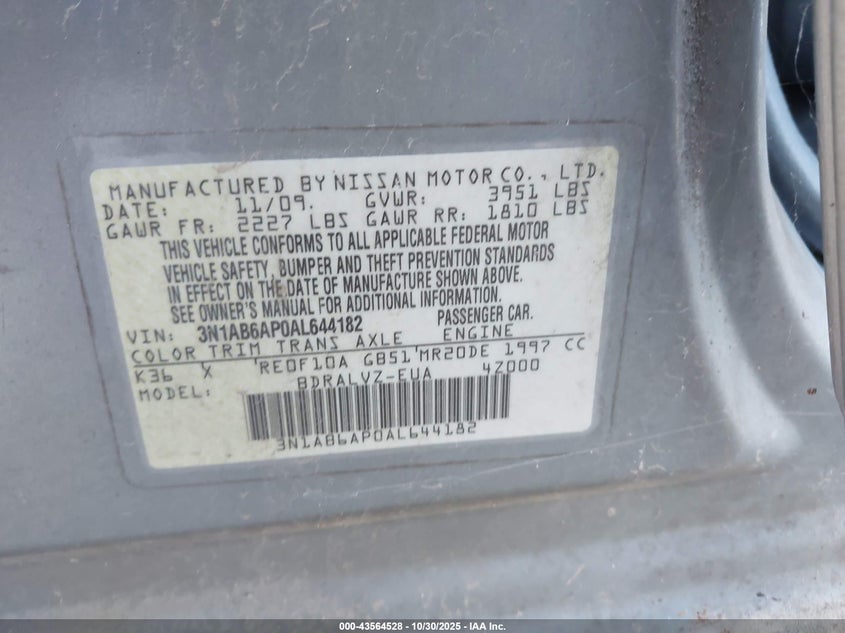 MANUFACTURED BY NISSAN MOTOR CO., LTD.
DATE: 11/09. GVWR: 3951 LBS
GAWR FR: 2227 LBS GAWR RR: 1810 LBS
THIS VEHICLE CONFORMS TO ALL APPLICABLE FEDERAL MOTOR
VEHICLE SAFETY, BUMPER AND THEFT PREVENTION STANDARDS
IN EFFECT ON THE DATE OF MANUFACTURE SHOWN ABOVE.
SEE OWNER'S MANUAL FOR ADDITIONAL INFORMATION.
VIN: 3N1AB6AP0AL644182 PASSENGER CAR.
COLOR TRIM TRANS AXLE ENGINE
K36 X RE0F10A GB51 MR20DE 1997 CC
MODEL: BDRALVZ-EUA 4Z000
3N1AB6AP0AL644182
000-43564528 - 10/30/2025 - IAA Inc.